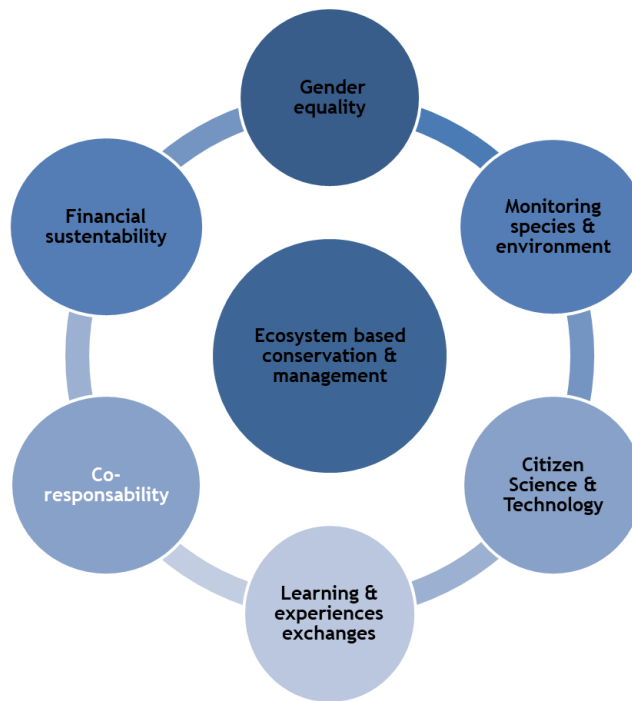 Gender
equality
Monitoring
species &
environment
Citizen
Science &
Technology
Learning &
experiences
exchanges
Co-
responsability
Financial
sustentability
Ecosystem based
conservation &
management